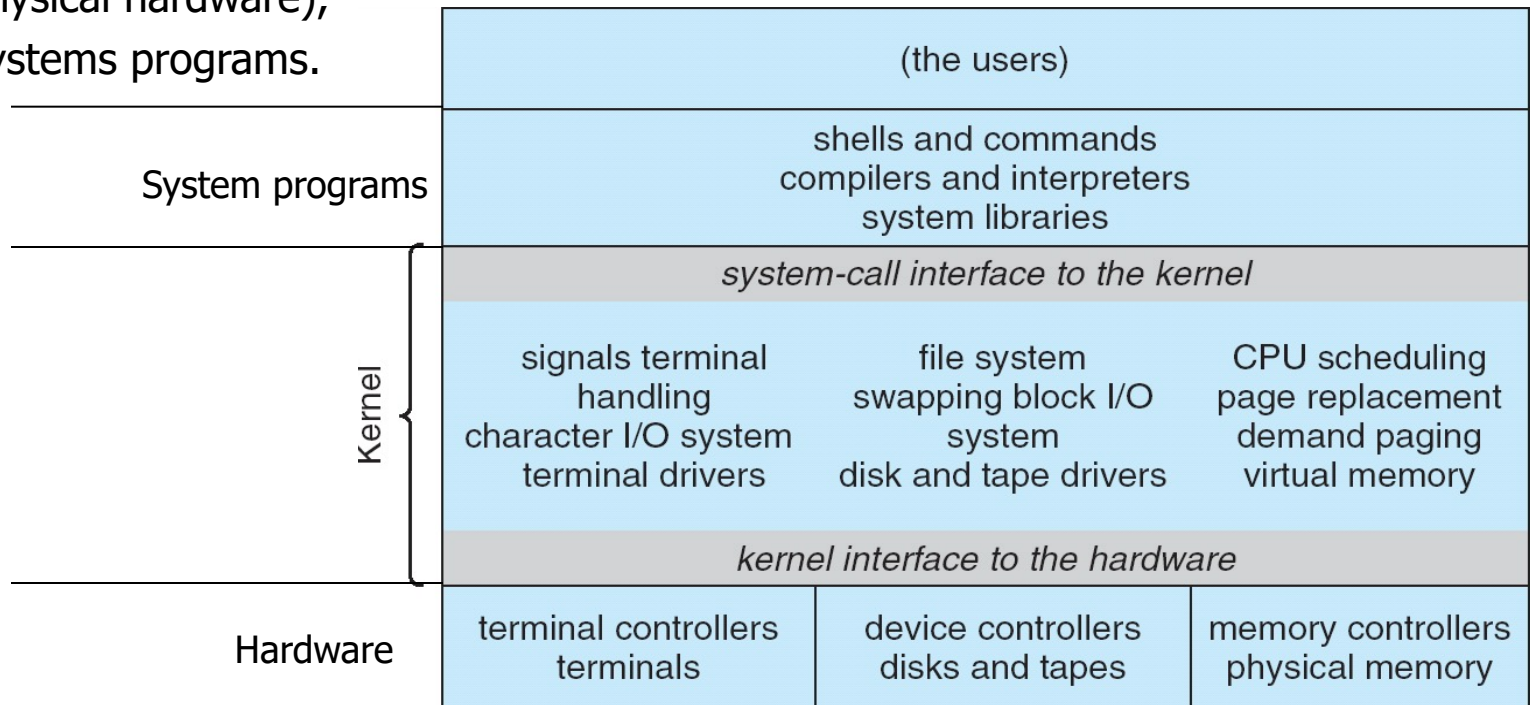 hysical hardware),
ystems programs.
(the users)
System programs
shells and commands
compilers and interpreters
system libraries
Kernel
system-call interface to the kernel
signals terminal
handling
character I/O system
terminal drivers
file system
swapping block I/O
system
disk and tape drivers
CPU scheduling
page replacement
demand paging
virtual memory
kernel interface to the hardware
Hardware
terminal controllers
terminals
device controllers
disks and tapes
memory controllers
physical memory